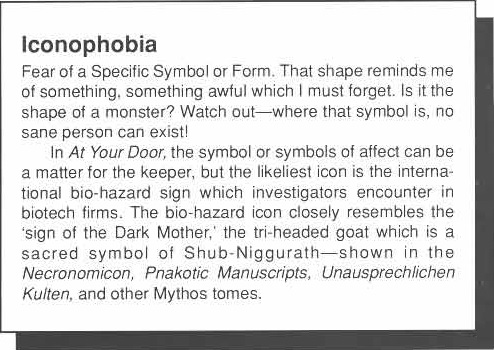 Iconophobia
Fear of a Specific Symbol or Form. That shape reminds me
of something, something awful which I must forget. Is it the
shape of a monster? Watch out—where that symbol is, no
sane person can exist!
In At Your Door, the symbol or symbols of affect can be
a matter for the keeper, but the likeliest icon is the interna-
tional bio-hazard sign which investigators encounter in
biotech firms. The bio-hazard icon closely resembles the
'sign of the Dark Mother,' the tri-headed goat which is a
sacred symbol of Shub-Niggurath—shown in the
Necronomicon, Pnakotic Manuscripts, Unausprechlichen
Kulten, and other Mythos tomes.